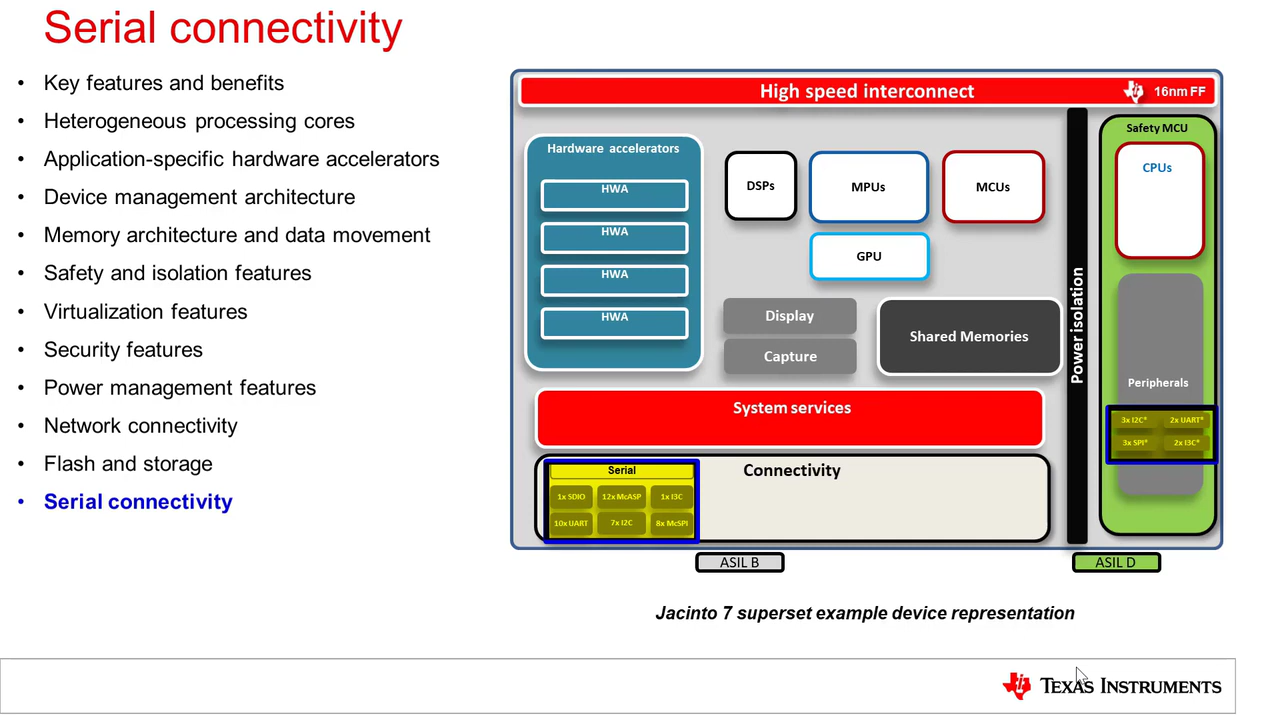 Serial connectivity
• Key features and benefits
• Heterogeneous processing cores
• Application-specific hardware accelerators
• Device management architecture
• Memory architecture and data movement
• Safety and isolation features
• Virtualization features
• Security features
• Power management features
• Network connectivity
• Flash and storage
• Serial connectivity
High speed interconnect
16nm FF
Hardware accelerators
HWA
HWA
HWA
HWA
DSPs
MPUs
MCUs
GPU
Display
Capture
Shared Memories
System services
Connectivity
Serial
1x SDIO
12x McASP
1x I3C
10x UART
7x I2C
8x McSPI
Power isolation
Safety MCU
CPUs
Peripherals
3x I2C*
2x UART*
3x SPI*
2x I3C*
ASIL B
ASIL D
Jacinto 7 superset example device representation
TEXAS INSTRUMENTS